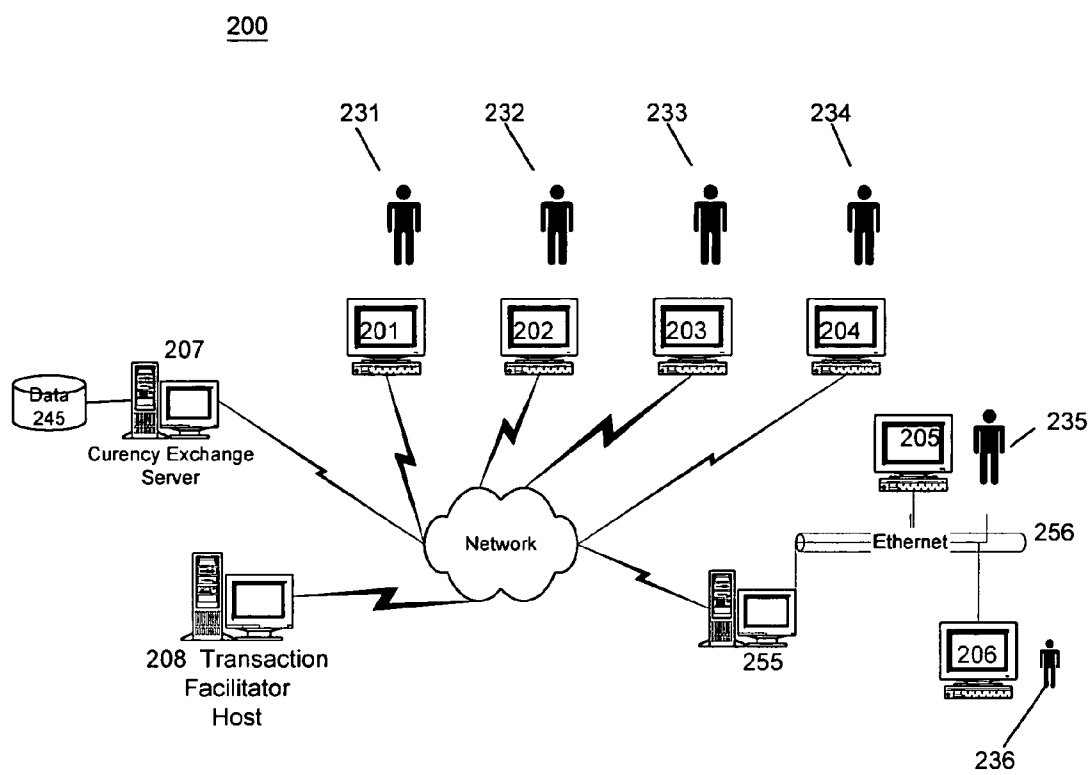 200
231
232
233
234
201
202
203
204
207
Data
245
Curency Exchange
Server
205
235
Network
Ethernet
256
208 Transaction
Facilitator
Host
255
206
236